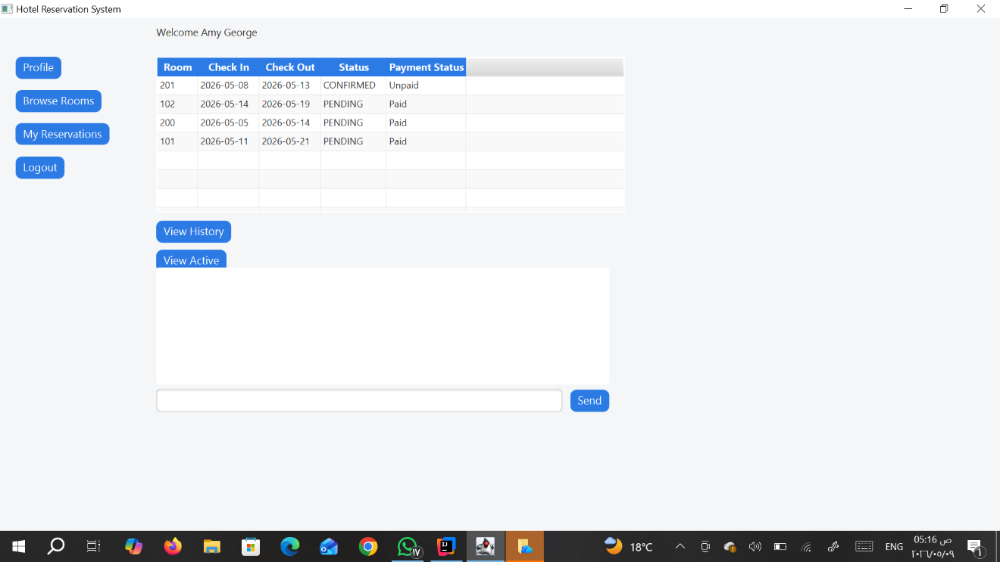 Hotel Reservation System
Welcome Amy George
Profile
Browse Rooms
My Reservations
Logout
Room Check In Check Out Status Payment Status
201 2026-05-08 2026-05-13 CONFIRMED Unpaid
102 2026-05-14 2026-05-19 PENDING Paid
200 2026-05-05 2026-05-14 PENDING Paid
101 2026-05-11 2026-05-21 PENDING Paid
View History
View Active
Send
IV
IJ
18°C
ENG
05:16 ص
٢٠٢٦/٠٥/٠٩
1